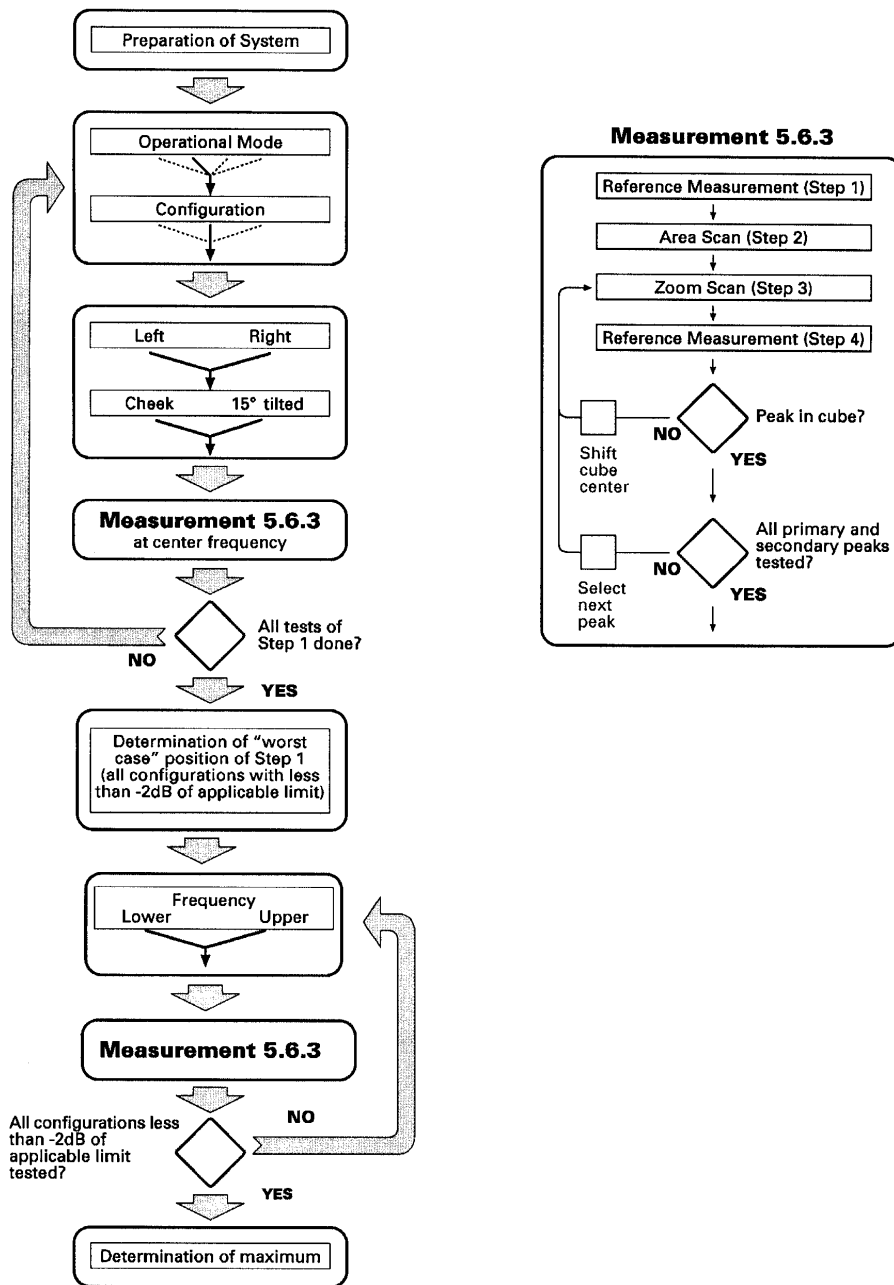 Preparation of System
Operational Mode
Configuration
Left Right
Cheek 15° tilted
Measurement 5.6.3
at center frequency
All tests of
Step 1 done?
NO
YES
Determination of “worst
case” position of Step 1
(all configurations with less
than -2dB of applicable limit)
Frequency
Lower Upper
Measurement 5.6.3
All configurations less
than -2dB of
applicable limit
tested?
NO
YES
Determination of maximum
Measurement 5.6.3
Reference Measurement (Step 1)
Area Scan (Step 2)
Zoom Scan (Step 3)
Reference Measurement (Step 4)
Peak in cube?
NO
YES
Shift
cube
center
All primary and
secondary peaks
tested?
NO
YES
Select
next
peak